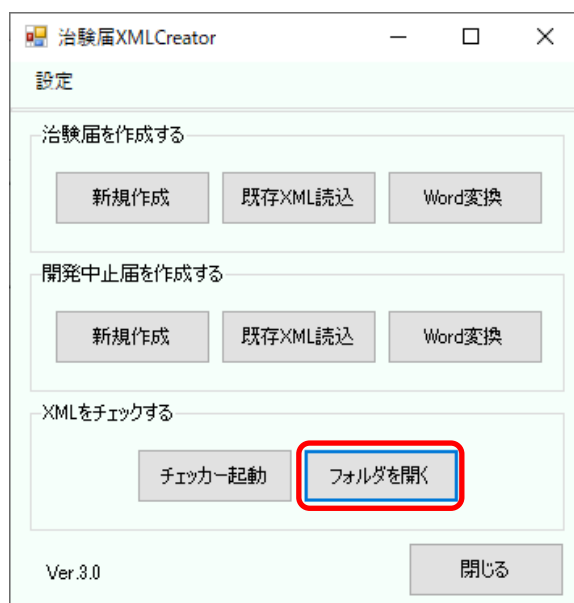 治験届XMLCreator
設定
治験届を作成する
新規作成 既存XML読込 Word変換
開発中止届を作成する
新規作成 既存XML読込 Word変換
XMLをチェックする
チェッカー起動 フォルダを開く
Ver.3.0 閉じる